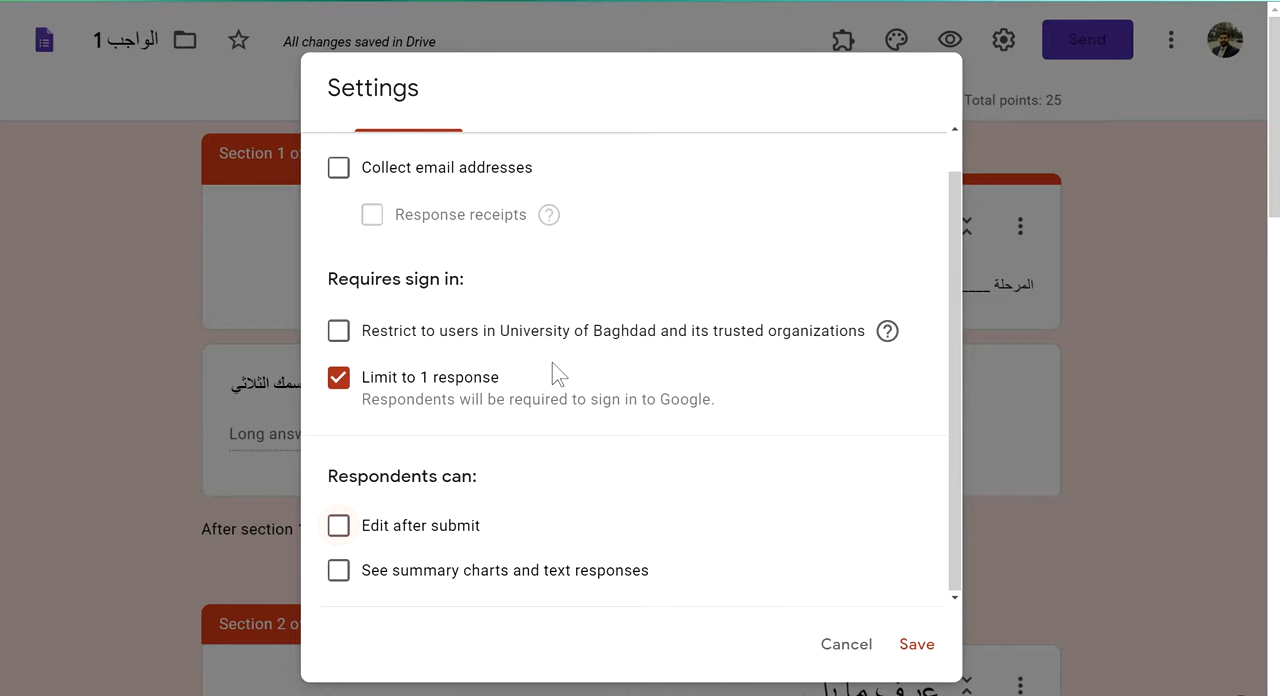 الواجب 1
All changes saved in Drive
Send
Total points: 25
Settings
Section 1 o
Collect email addresses
Response receipts
المرحلة ____
Requires sign in:
Restrict to users in University of Baghdad and its trusted organizations
Limit to 1 response
Respondents will be required to sign in to Google.
سمك الثلاثي
Long answ
Respondents can:
Edit after submit
After section 1
See summary charts and text responses
Section 2 o
Cancel
Save